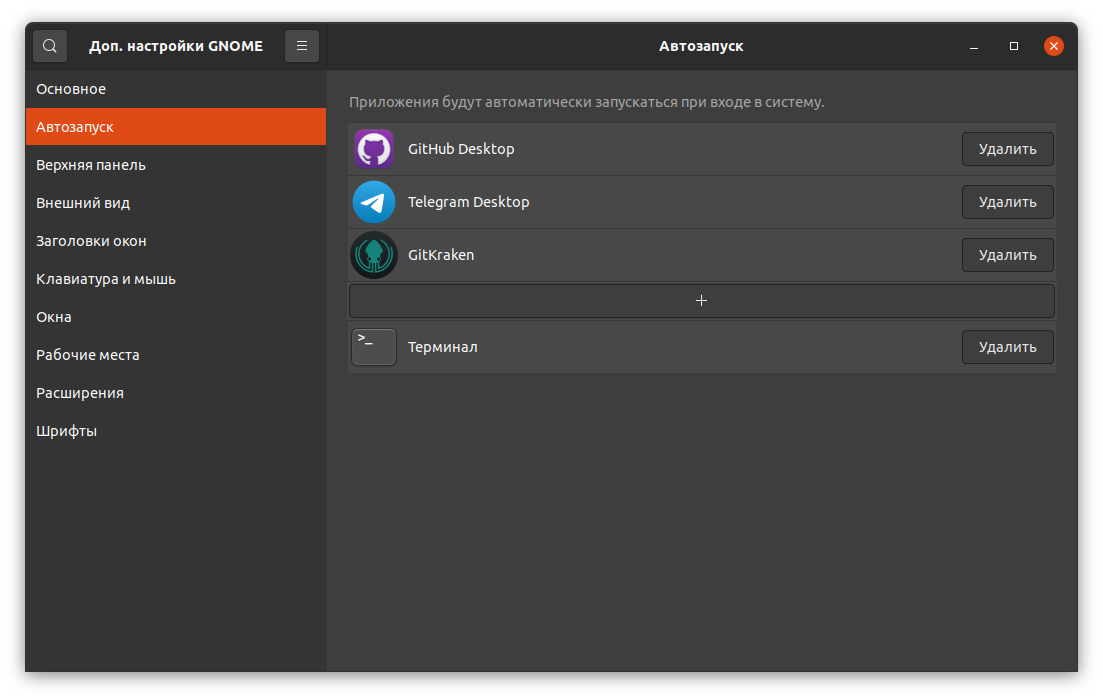 Доп. настройки GNOME
Автозапуск
Основное
Автозапуск
Верхняя панель
Внешний вид
Заголовки окон
Клавиатура и мышь
Окна
Рабочие места
Расширения
Шрифты
Приложения будут автоматически запускаться при входе в систему.
GitHub Desktop Удалить
Telegram Desktop Удалить
GitKraken Удалить
+
>_ Терминал Удалить